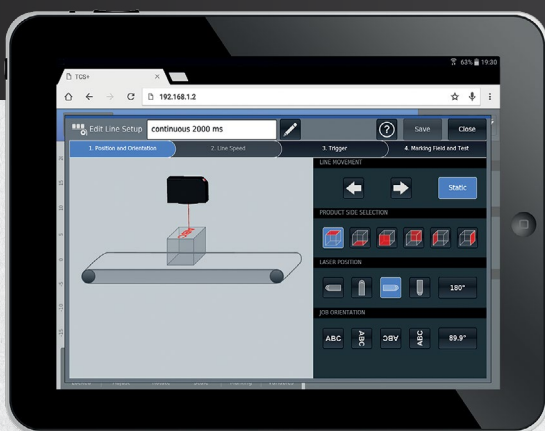 63% 19:30
TCS+
192.168.1.2
Edit Line Setup
continuous 2000 ms
?
Save
Close
1. Position and Orientation
2. Line Speed
3. Trigger
4. Marking Field and Test
LINE MOVEMENT
Static
PRODUCT SIDE SELECTION
LASER POSITION
180°
JOB ORIENTATION
ABC
ABC
ABC
ABC
89.9°
ABC